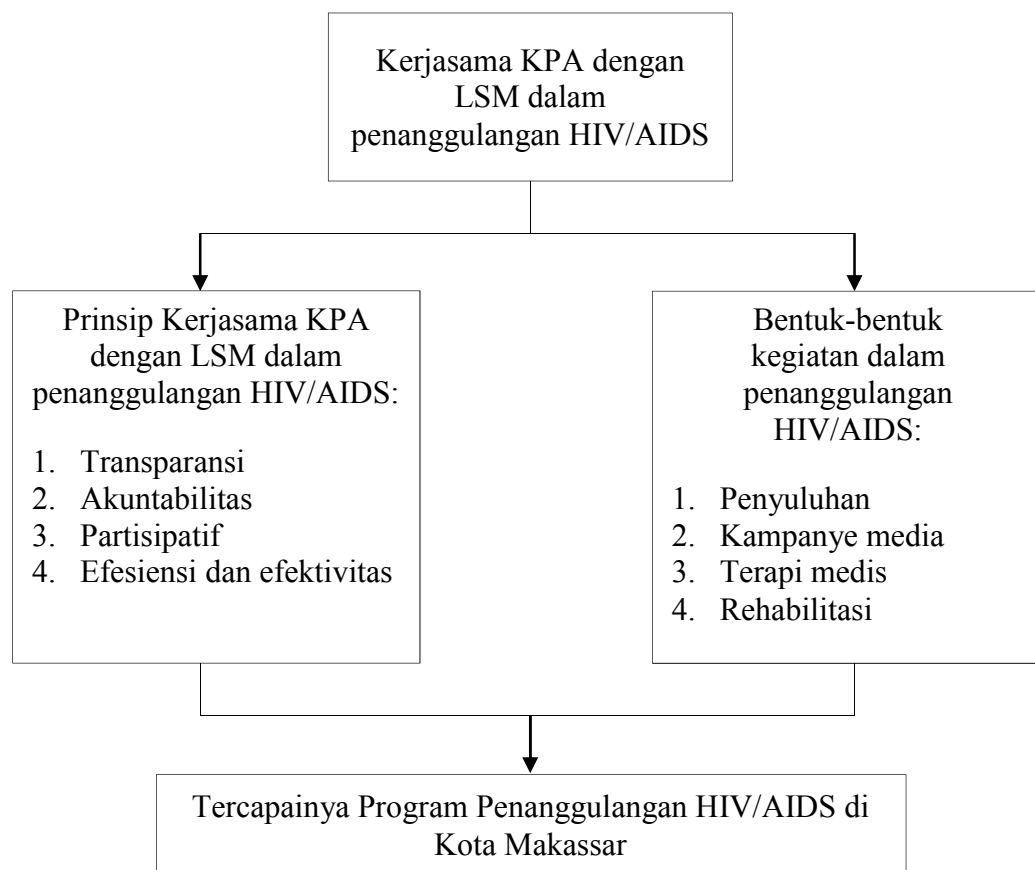 Kerjasama KPA dengan
LSM dalam
penanggulangan HIV/AIDS
Prinsip Kerjasama KPA
dengan LSM dalam
penanggulangan HIV/AIDS:
1. Transparansi
2. Akuntabilitas
3. Partisipatif
4. Efesiensi dan efektivitas
Bentuk-bentuk
kegiatan dalam
penanggulangan
HIV/AIDS:
1. Penyuluhan
2. Kampanye media
3. Terapi medis
4. Rehabilitasi
Tercapainya Program Penanggulangan HIV/AIDS di
Kota Makassar